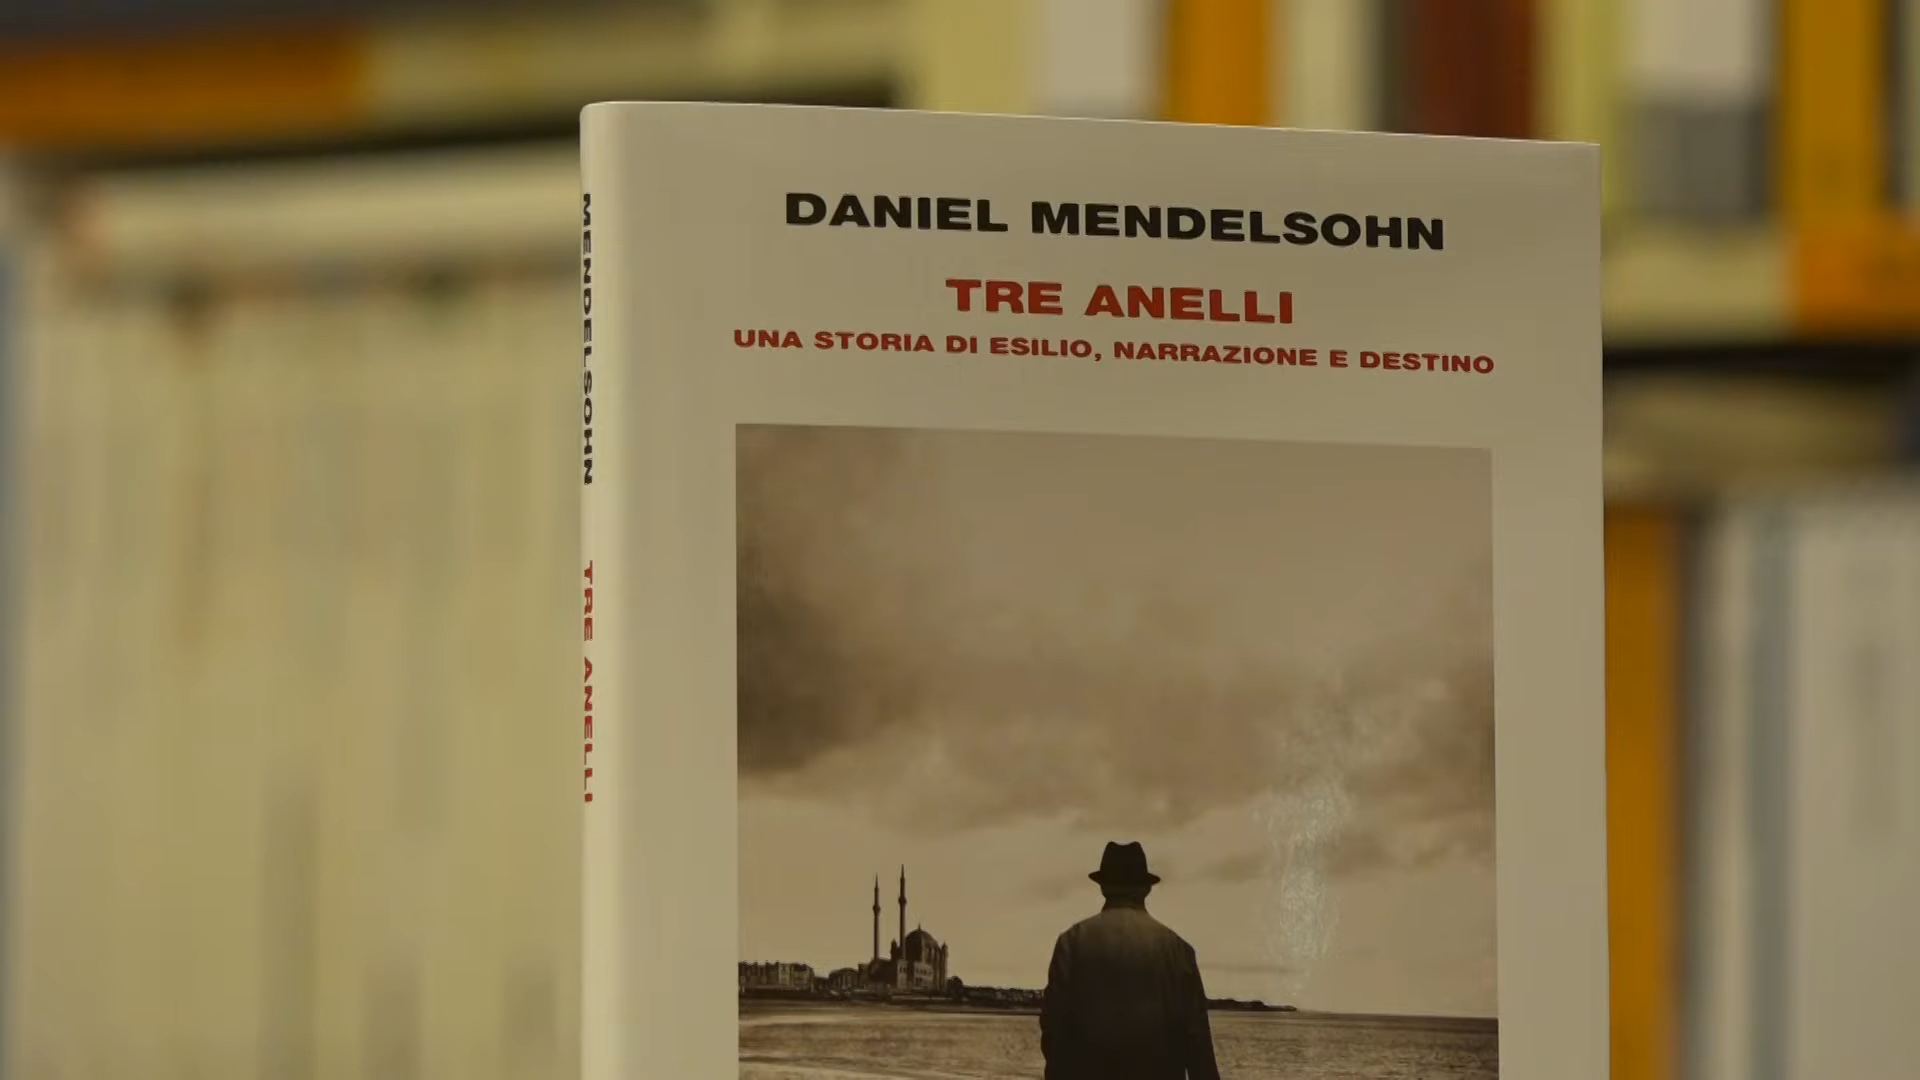 DANIEL MENDELSOHN
TRE ANELLI
UNA STORIA DI ESILIO, NARRAZIONE E DESTINO
MENDELSOHN TRE ANELLI